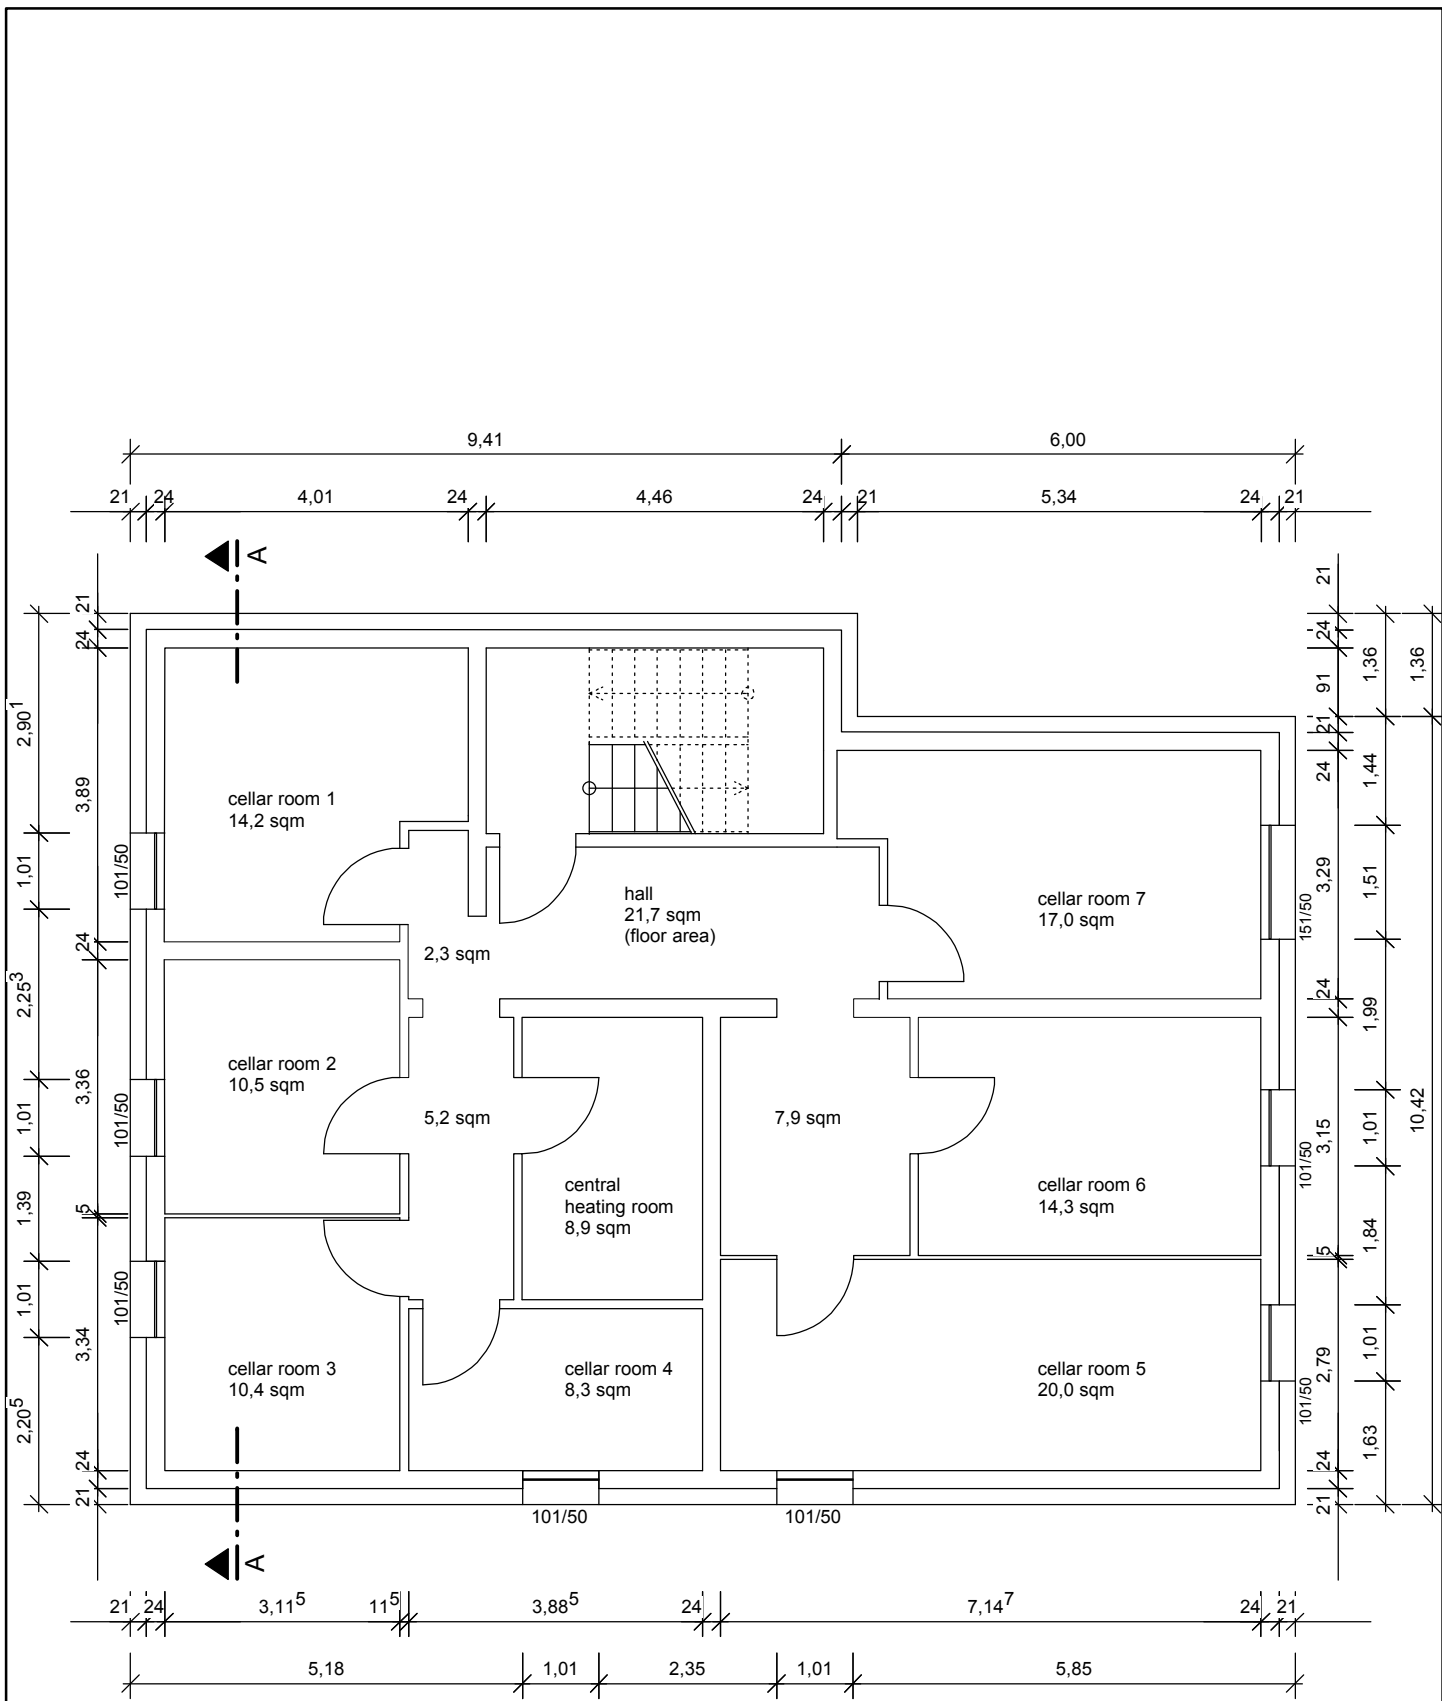 9,41
6,00
21
24
4,01
24
4,46
24
21
5,34
24
21
A
21
24
2,90¹
3,89
1,01
101/50
24
2,25³
3,36
1,01
101/50
1,39
5
1,01
101/50
3,34
2,20⁵
24
21
21
24
1,36
1,36
91
21
24
1,44
3,29
1,51
151/50
24
1,99
10,42
3,15
1,01
101/50
1,84
5
2,79
1,01
101/50
1,63
24
21
cellar room 1
14,2 sqm
hall
21,7 sqm
(floor area)
cellar room 7
17,0 sqm
2,3 sqm
cellar room 2
10,5 sqm
5,2 sqm
7,9 sqm
central
heating room
8,9 sqm
cellar room 6
14,3 sqm
cellar room 3
10,4 sqm
cellar room 4
8,3 sqm
cellar room 5
20,0 sqm
101/50
101/50
A
21
24
3,11⁵
11⁵
3,88⁵
24
7,14⁷
24
21
5,18
1,01
2,35
1,01
5,85